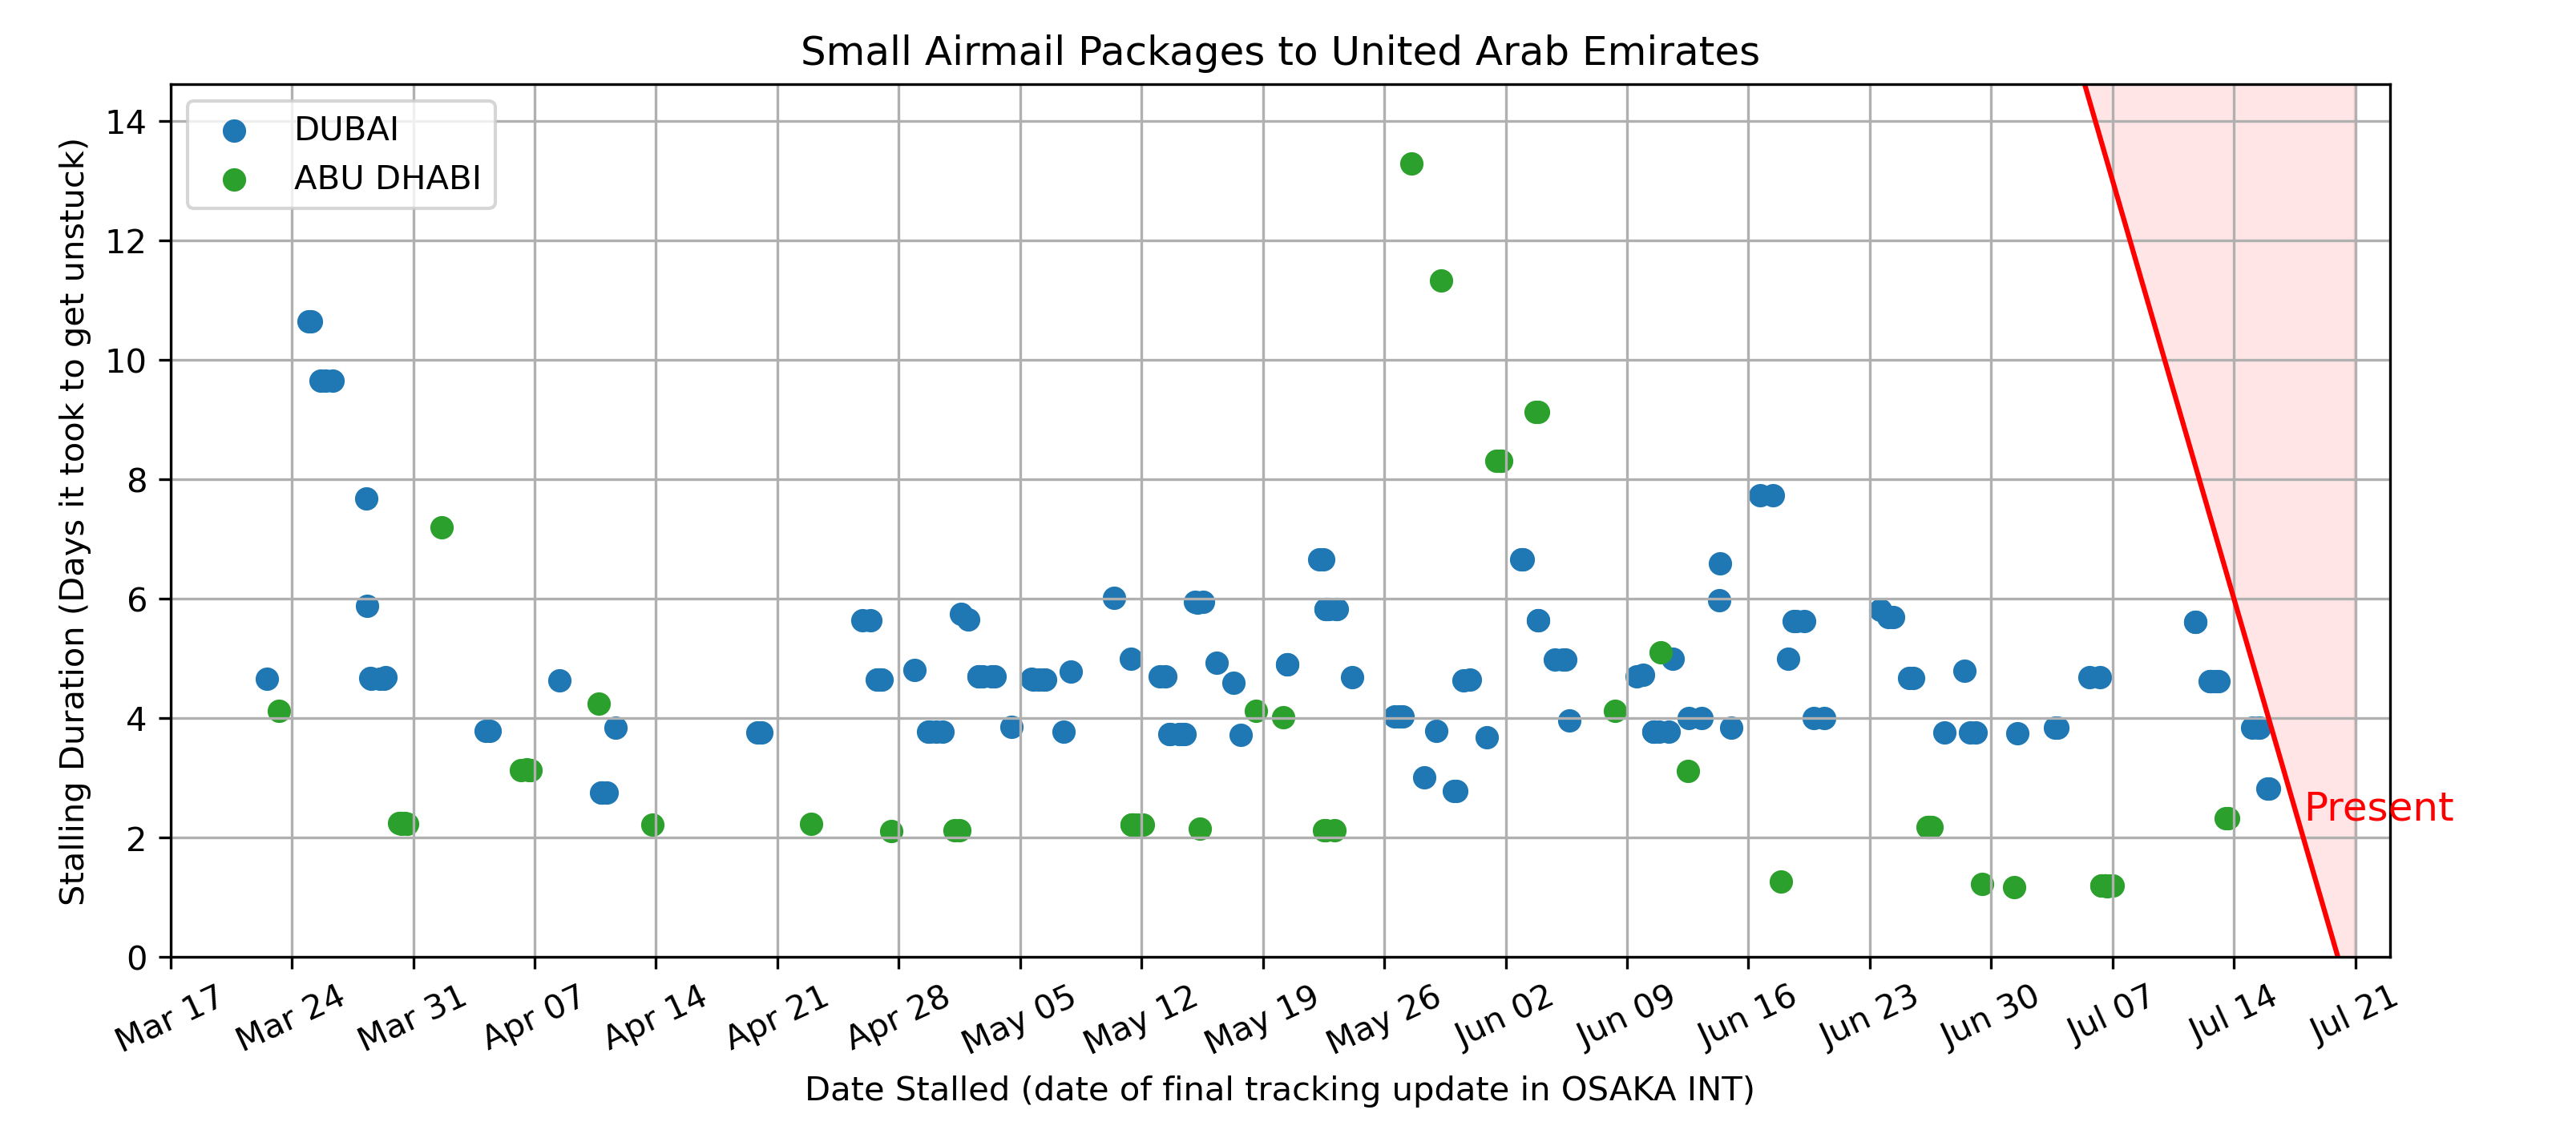 Small Airmail Packages to United Arab Emirates
DUBAI
ABU DHABI
Stalling Duration (Days it took to get unstuck)
14
12
10
8
6
4
2
0
Present
Mar 17
Mar 24
Mar 31
Apr 07
Apr 14
Apr 21
Apr 28
May 05
May 12
May 19
May 26
Jun 02
Jun 09
Jun 16
Jun 23
Jun 30
Jul 07
Jul 14
Jul 21
Date Stalled (date of final tracking update in OSAKA INT)